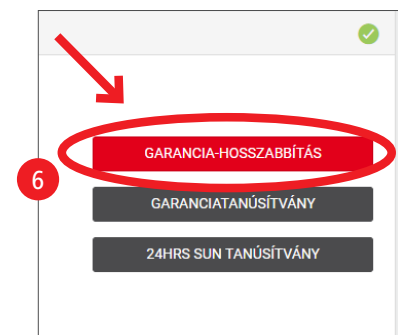 GARANCIA-HOSSZABBÍTÁS
6
GARANCIATANÚSÍTVÁNY
24HRS SUN TANÚSÍTVÁNY